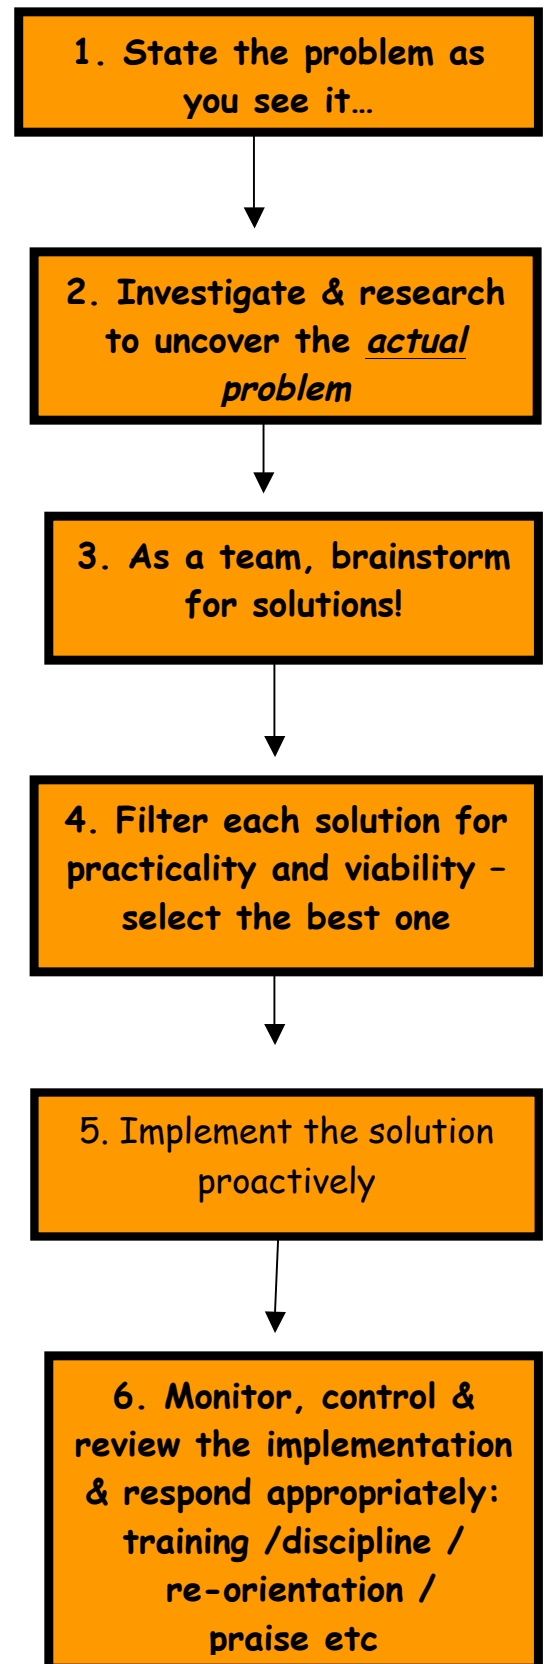 1. State the problem as
you see it…
2. Investigate & research
to uncover the actual
problem
3. As a team, brainstorm
for solutions!
4. Filter each solution for
practicality and viability –
select the best one
5. Implement the solution
proactively
6. Monitor, control &
review the implementation
& respond appropriately:
training /discipline /
re-orientation /
praise etc